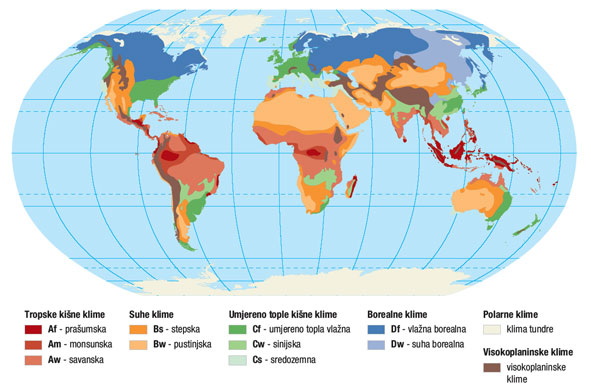 Tropske kišne klime
Af - prašumska
Am - monsunska
Aw - savanska
Suhe klime
Bs - stepska
Bw - pustinjska
Umjereno tople kišne klime
Cf - umjereno topla vlažna
Cw - sinijska
Cs - sredozemna
Borealne klime
Df - vlažna borealna
Dw - suha borealna
Polarne klime
klima tundre
Visokoplaninske klime
visokoplaninske
klime